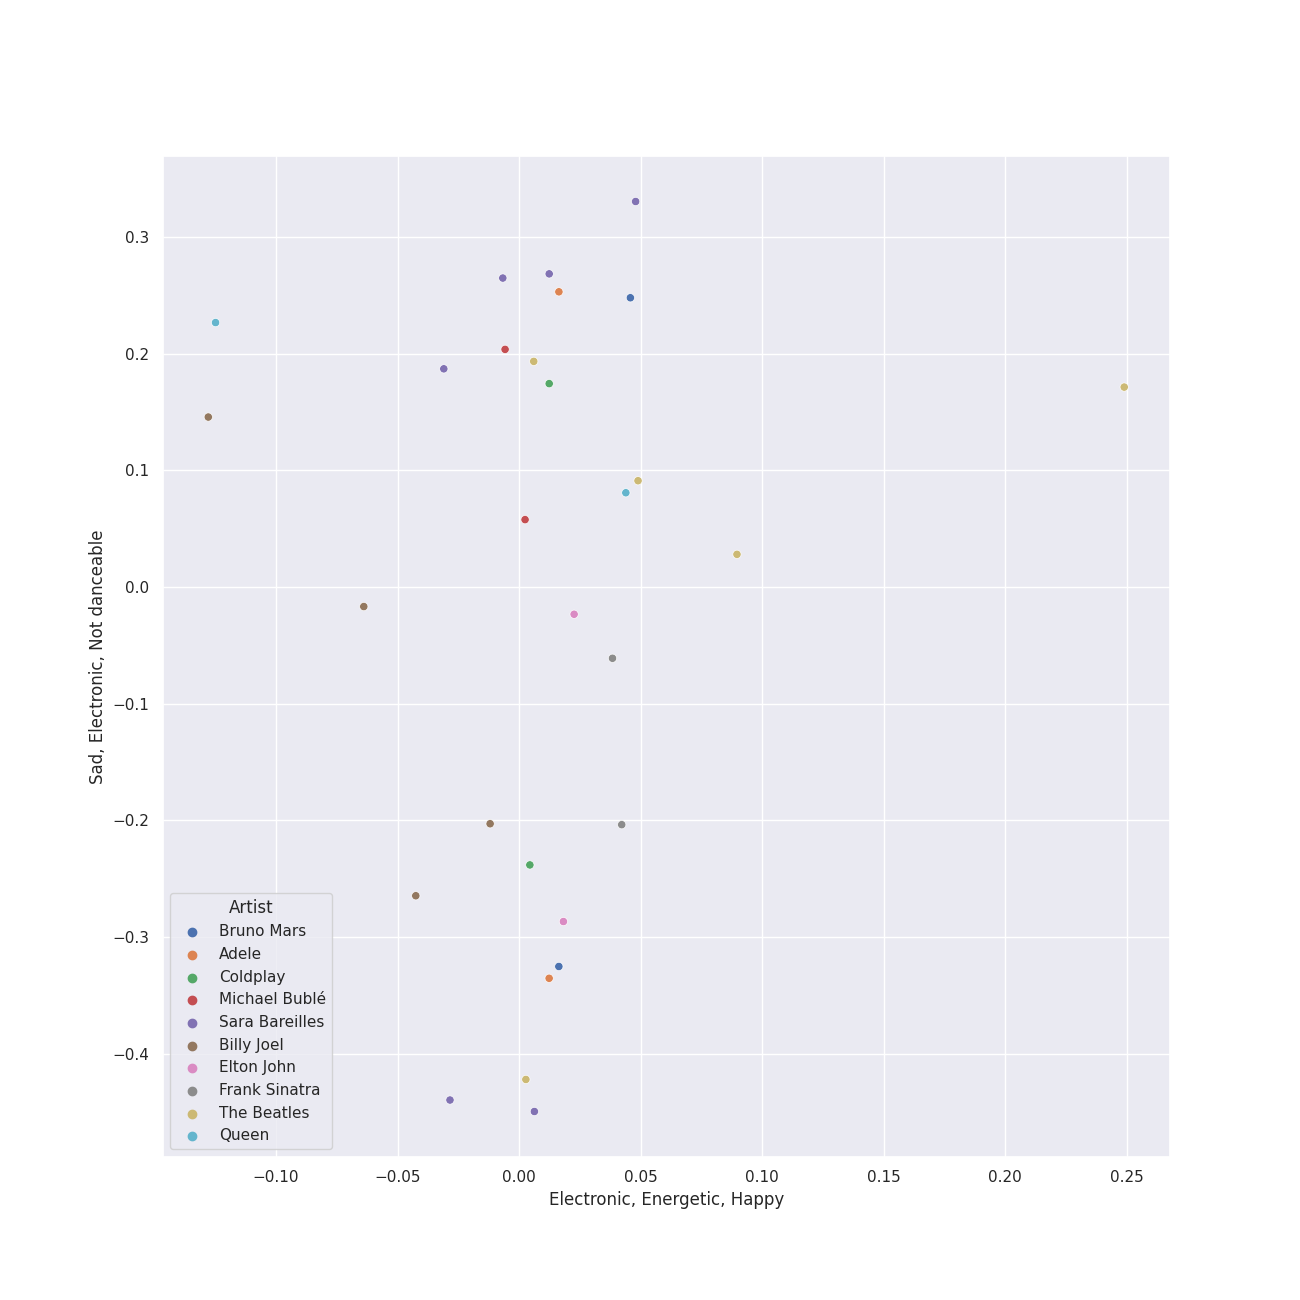 0.3
0.2
0.1
0.0
−0.1
−0.2
−0.3
−0.4
Sad, Electronic, Not danceable
Artist
Bruno Mars
Adele
Coldplay
Michael Bublé
Sara Bareilles
Billy Joel
Elton John
Frank Sinatra
The Beatles
Queen
−0.10 −0.05 0.00 0.05 0.10 0.15 0.20 0.25
Electronic, Energetic, Happy